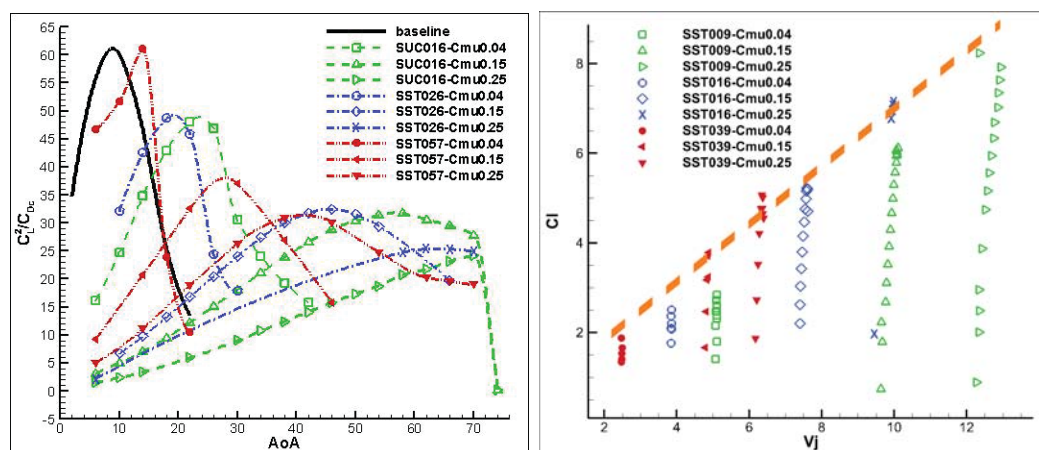 65
60
55
50
45
40
35
30
25
20
15
10
5
0
-5
C_L^2/C_Dc
baseline
SUC016-Cmu0.04
SUC016-Cmu0.15
SUC016-Cmu0.25
SST026-Cmu0.04
SST026-Cmu0.15
SST026-Cmu0.25
SST057-Cmu0.04
SST057-Cmu0.15
SST057-Cmu0.25
0 10 20 30 40 50 60 70
AoA
8
6
4
2
Cl
SST009-Cmu0.04
SST009-Cmu0.15
SST009-Cmu0.25
SST016-Cmu0.04
SST016-Cmu0.15
SST016-Cmu0.25
SST039-Cmu0.04
SST039-Cmu0.15
SST039-Cmu0.25
2 4 6 8 10 12
Vj